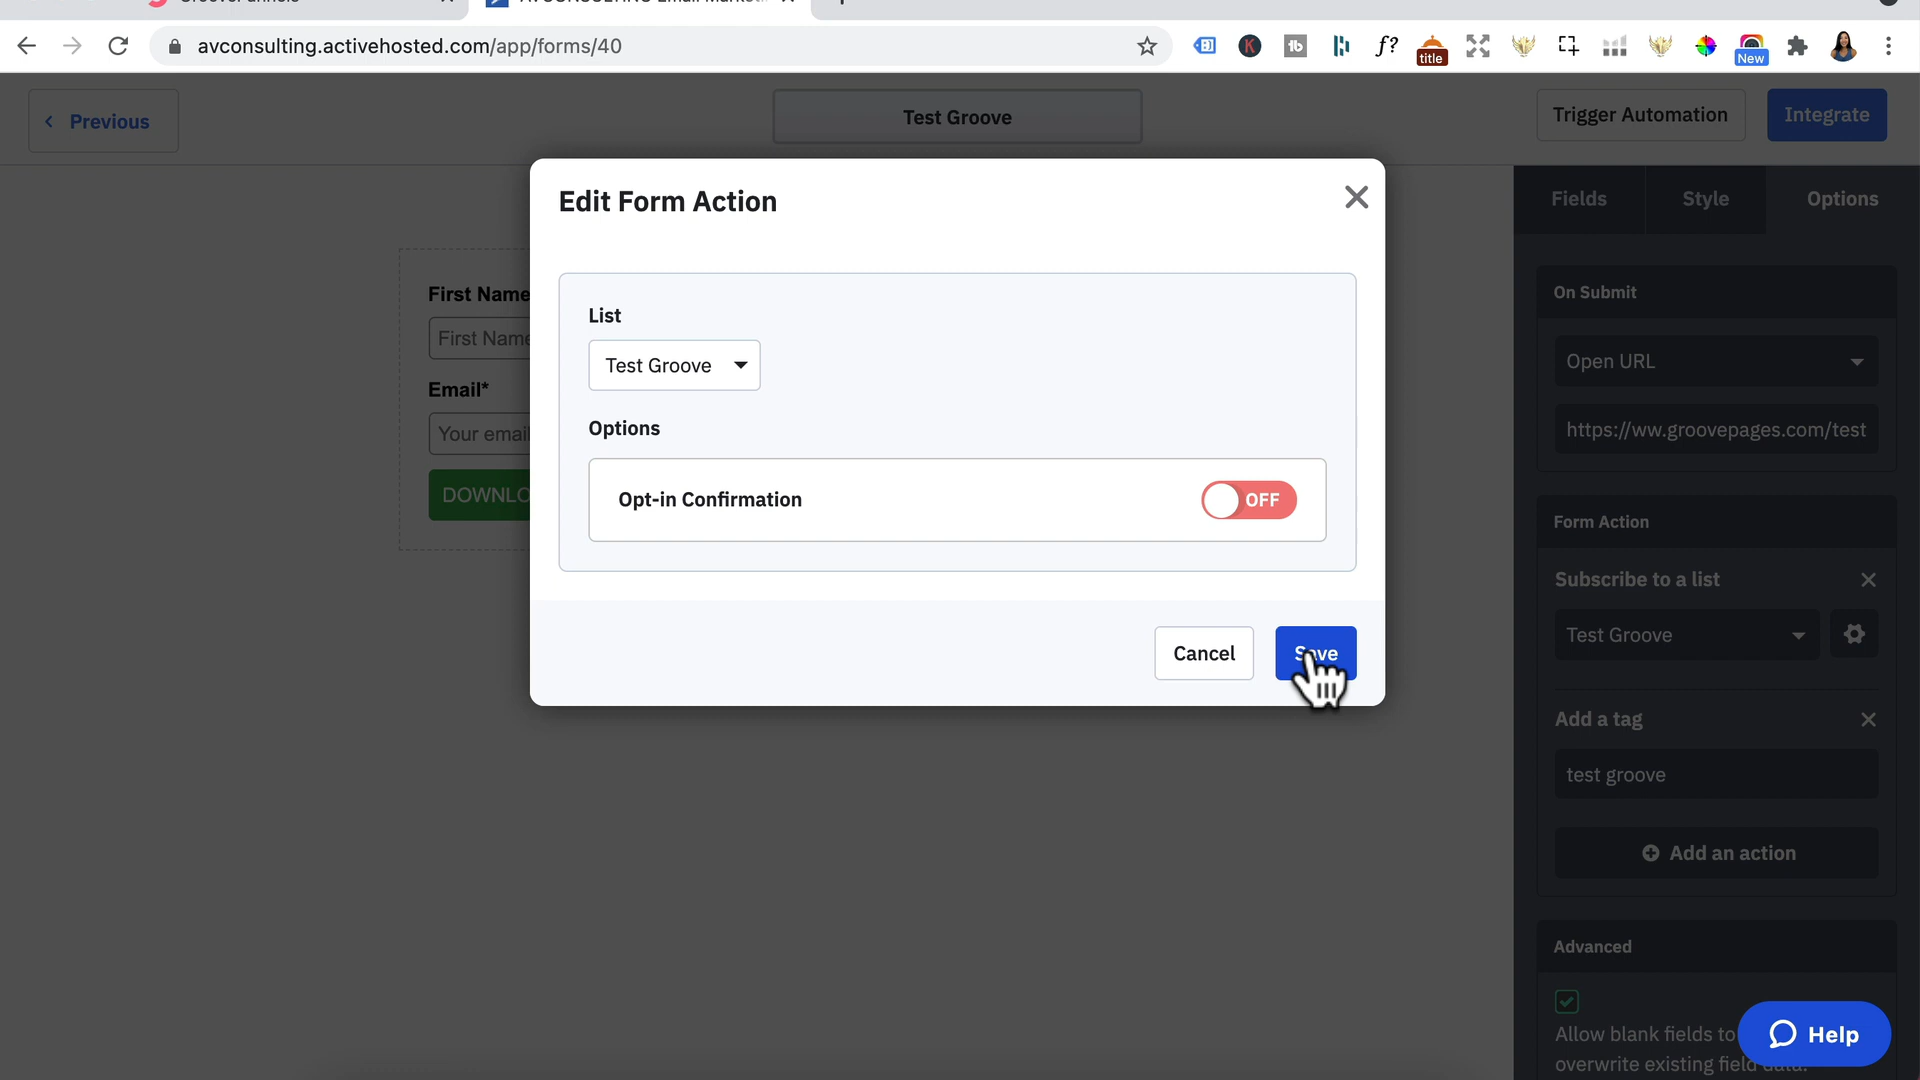 avconsulting.activehosted.com/app/forms/40
K
tb
f?
title
New
Previous
Test Groove
Trigger Automation
Integrate
Edit Form Action
Fields
Style
Options
First Name
First Name
Email*
Your email
DOWNLO
List
Test Groove
Options
Opt-in Confirmation
OFF
Cancel
Save
On Submit
Open URL
https://ww.groovepages.com/test
Form Action
Subscribe to a list
Test Groove
Add a tag
test groove
Add an action
Advanced
Allow blank fields to
overwrite existing field data.
Help